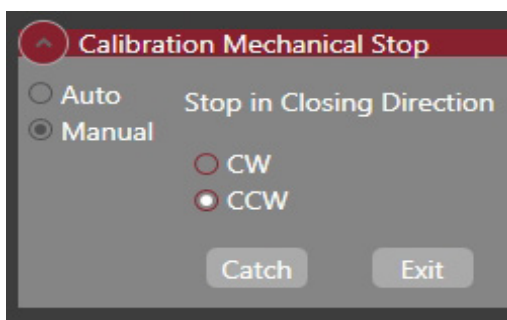 Calibration Mechanical Stop
Auto
Stop in Closing Direction
Manual
CW
CCW
Catch
Exit